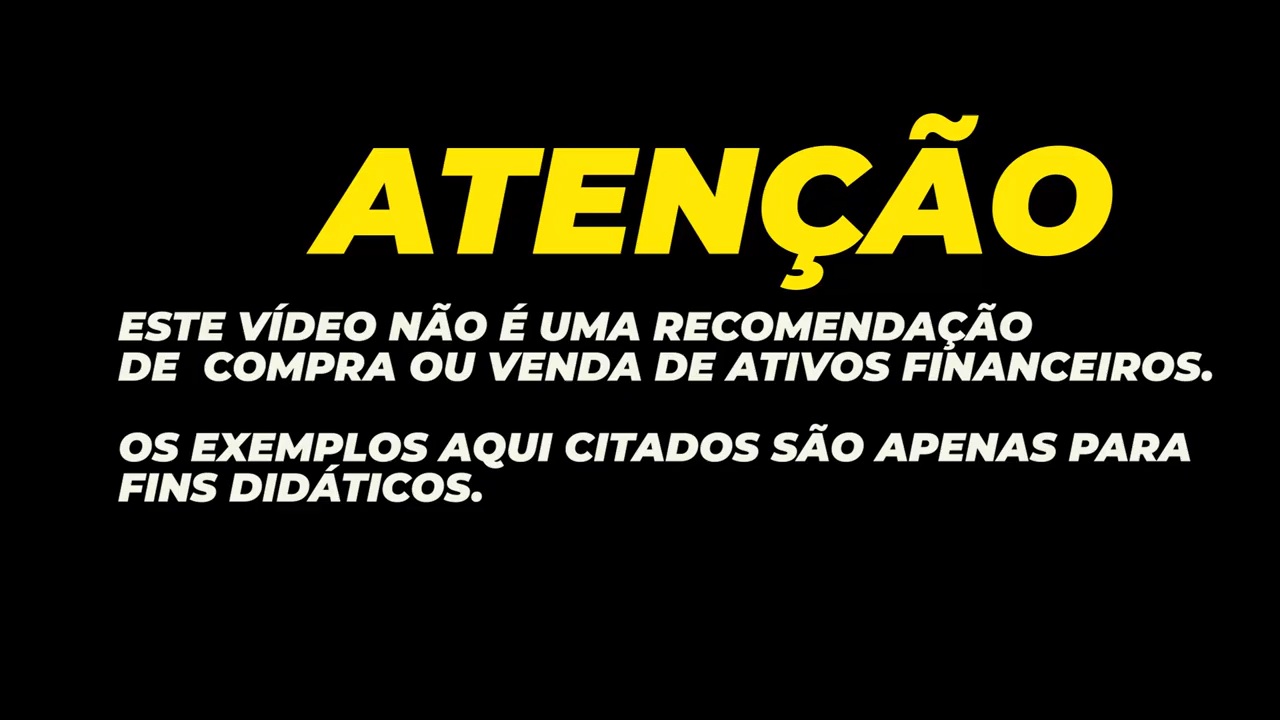 ATENÇÃO
ESTE VÍDEO NÃO É UMA RECOMENDAÇÃO
DE COMPRA OU VENDA DE ATIVOS FINANCEIROS.
OS EXEMPLOS AQUI CITADOS SÃO APENAS PARA
FINS DIDÁTICOS.